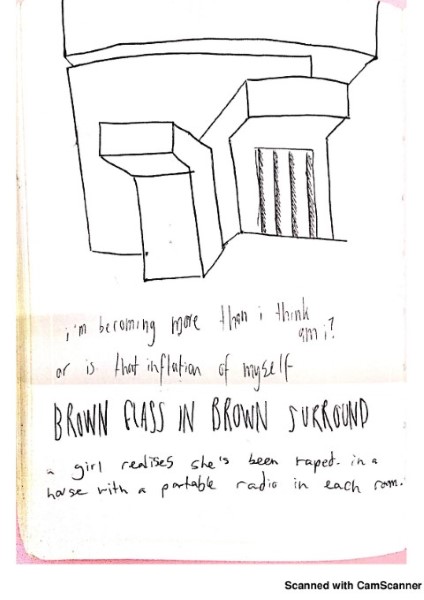 i'm becoming more than i think
am i?
or is that inflation of myself
BROWN GLASS IN BROWN SURROUND
a girl realises she's been raped. in a
house with a portable radio in each room.
Scanned with CamScanner